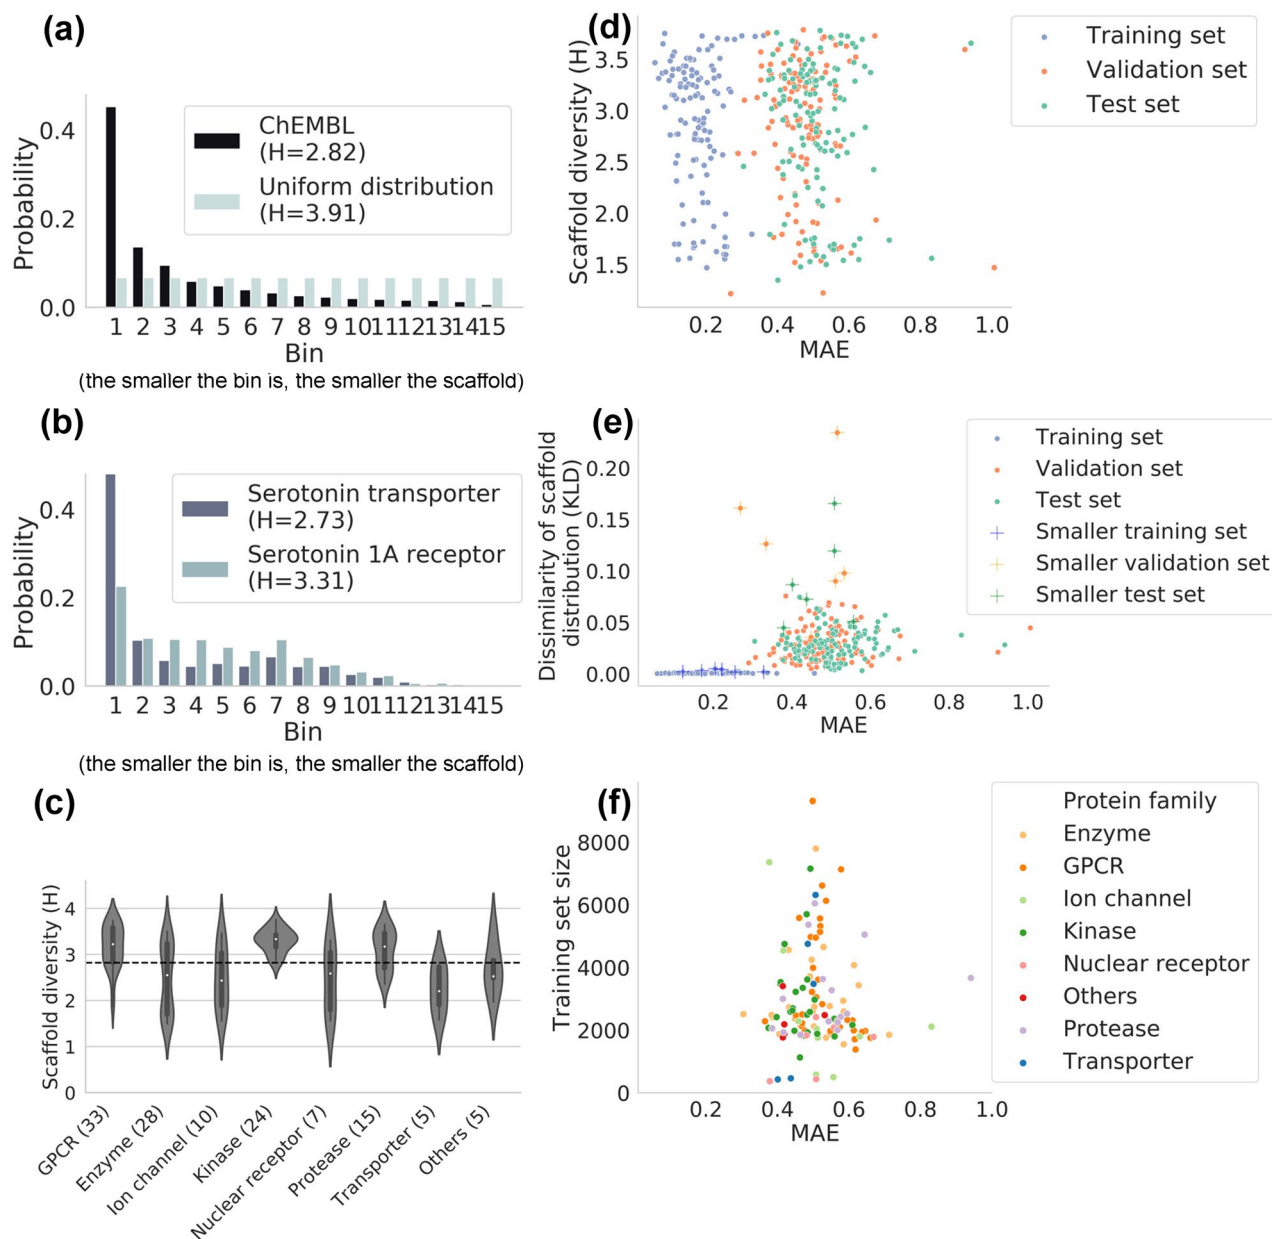 (a)
Probability
0.4
0.2
0.0
ChEMBL
(H=2.82)
Uniform distribution
(H=3.91)
1 2 3 4 5 6 7 8 9 10 11 12 13 14 15
Bin
(the smaller the bin is, the smaller the scaffold)
(b)
Probability
0.4
0.2
0.0
Serotonin transporter
(H=2.73)
Serotonin 1A receptor
(H=3.31)
1 2 3 4 5 6 7 8 9 10 11 12 13 14 15
Bin
(the smaller the bin is, the smaller the scaffold)
(c)
Scaffold diversity (H)
4
3
2
1
0
GPCR (33)
Enzyme (28)
Ion channel (10)
Kinase (24)
Nuclear receptor (7)
Protease (15)
Transporter (5)
Others (5)
(d)
Scaffold diversity (H)
3.5
3.0
2.5
2.0
1.5
0.2 0.4 0.6 0.8 1.0
MAE
Training set
Validation set
Test set
(e)
Dissimilarity of scaffold
distribution (KLD)
0.20
0.15
0.10
0.05
0.00
0.2 0.4 0.6 0.8 1.0
MAE
Training set
Validation set
Test set
Smaller training set
Smaller validation set
Smaller test set
(f)
Training set size
8000
6000
4000
2000
0
0.2 0.4 0.6 0.8 1.0
MAE
Protein family
Enzyme
GPCR
Ion channel
Kinase
Nuclear receptor
Others
Protease
Transporter